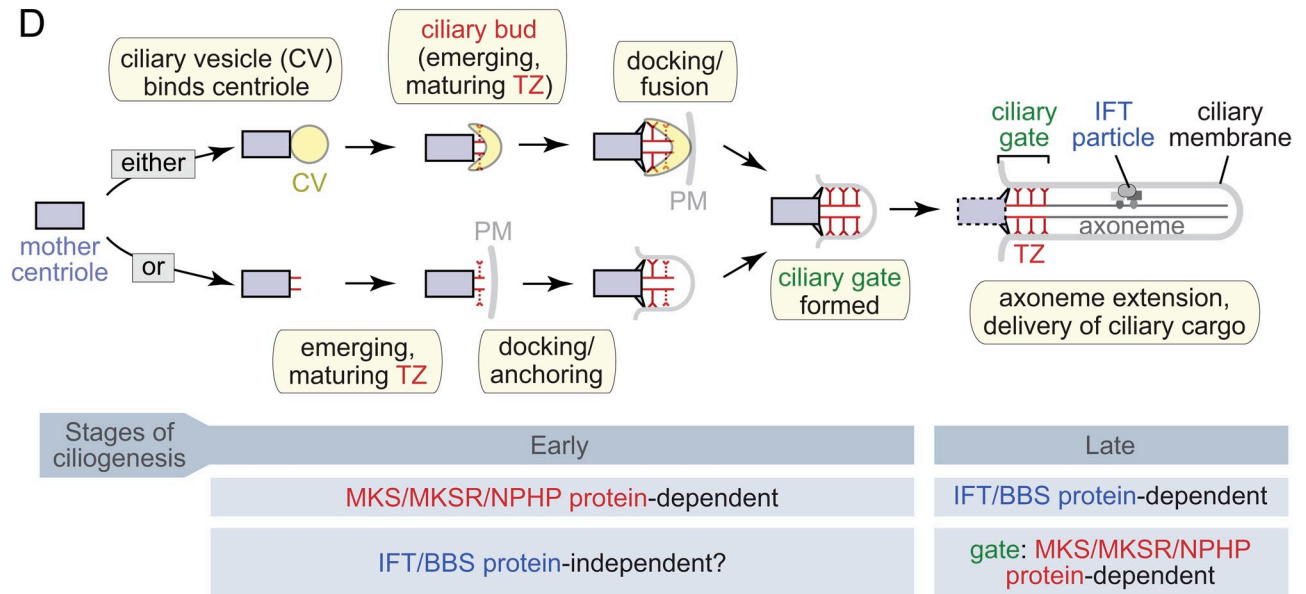 D
ciliary vesicle (CV)
binds centriole
ciliary bud
(emerging,
maturing TZ)
docking/
fusion
ciliary
gate
IFT
particle
ciliary
membrane
either
CV
PM
mother
centriole
or
PM
axoneme
TZ
ciliary gate
formed
axoneme extension,
delivery of ciliary cargo
emerging,
maturing TZ
docking/
anchoring
Stages of
ciliogenesis
Early
Late
MKS/MKSR/NPHP protein-dependent
IFT/BBS protein-dependent
IFT/BBS protein-independent?
gate: MKS/MKSR/NPHP
protein-dependent